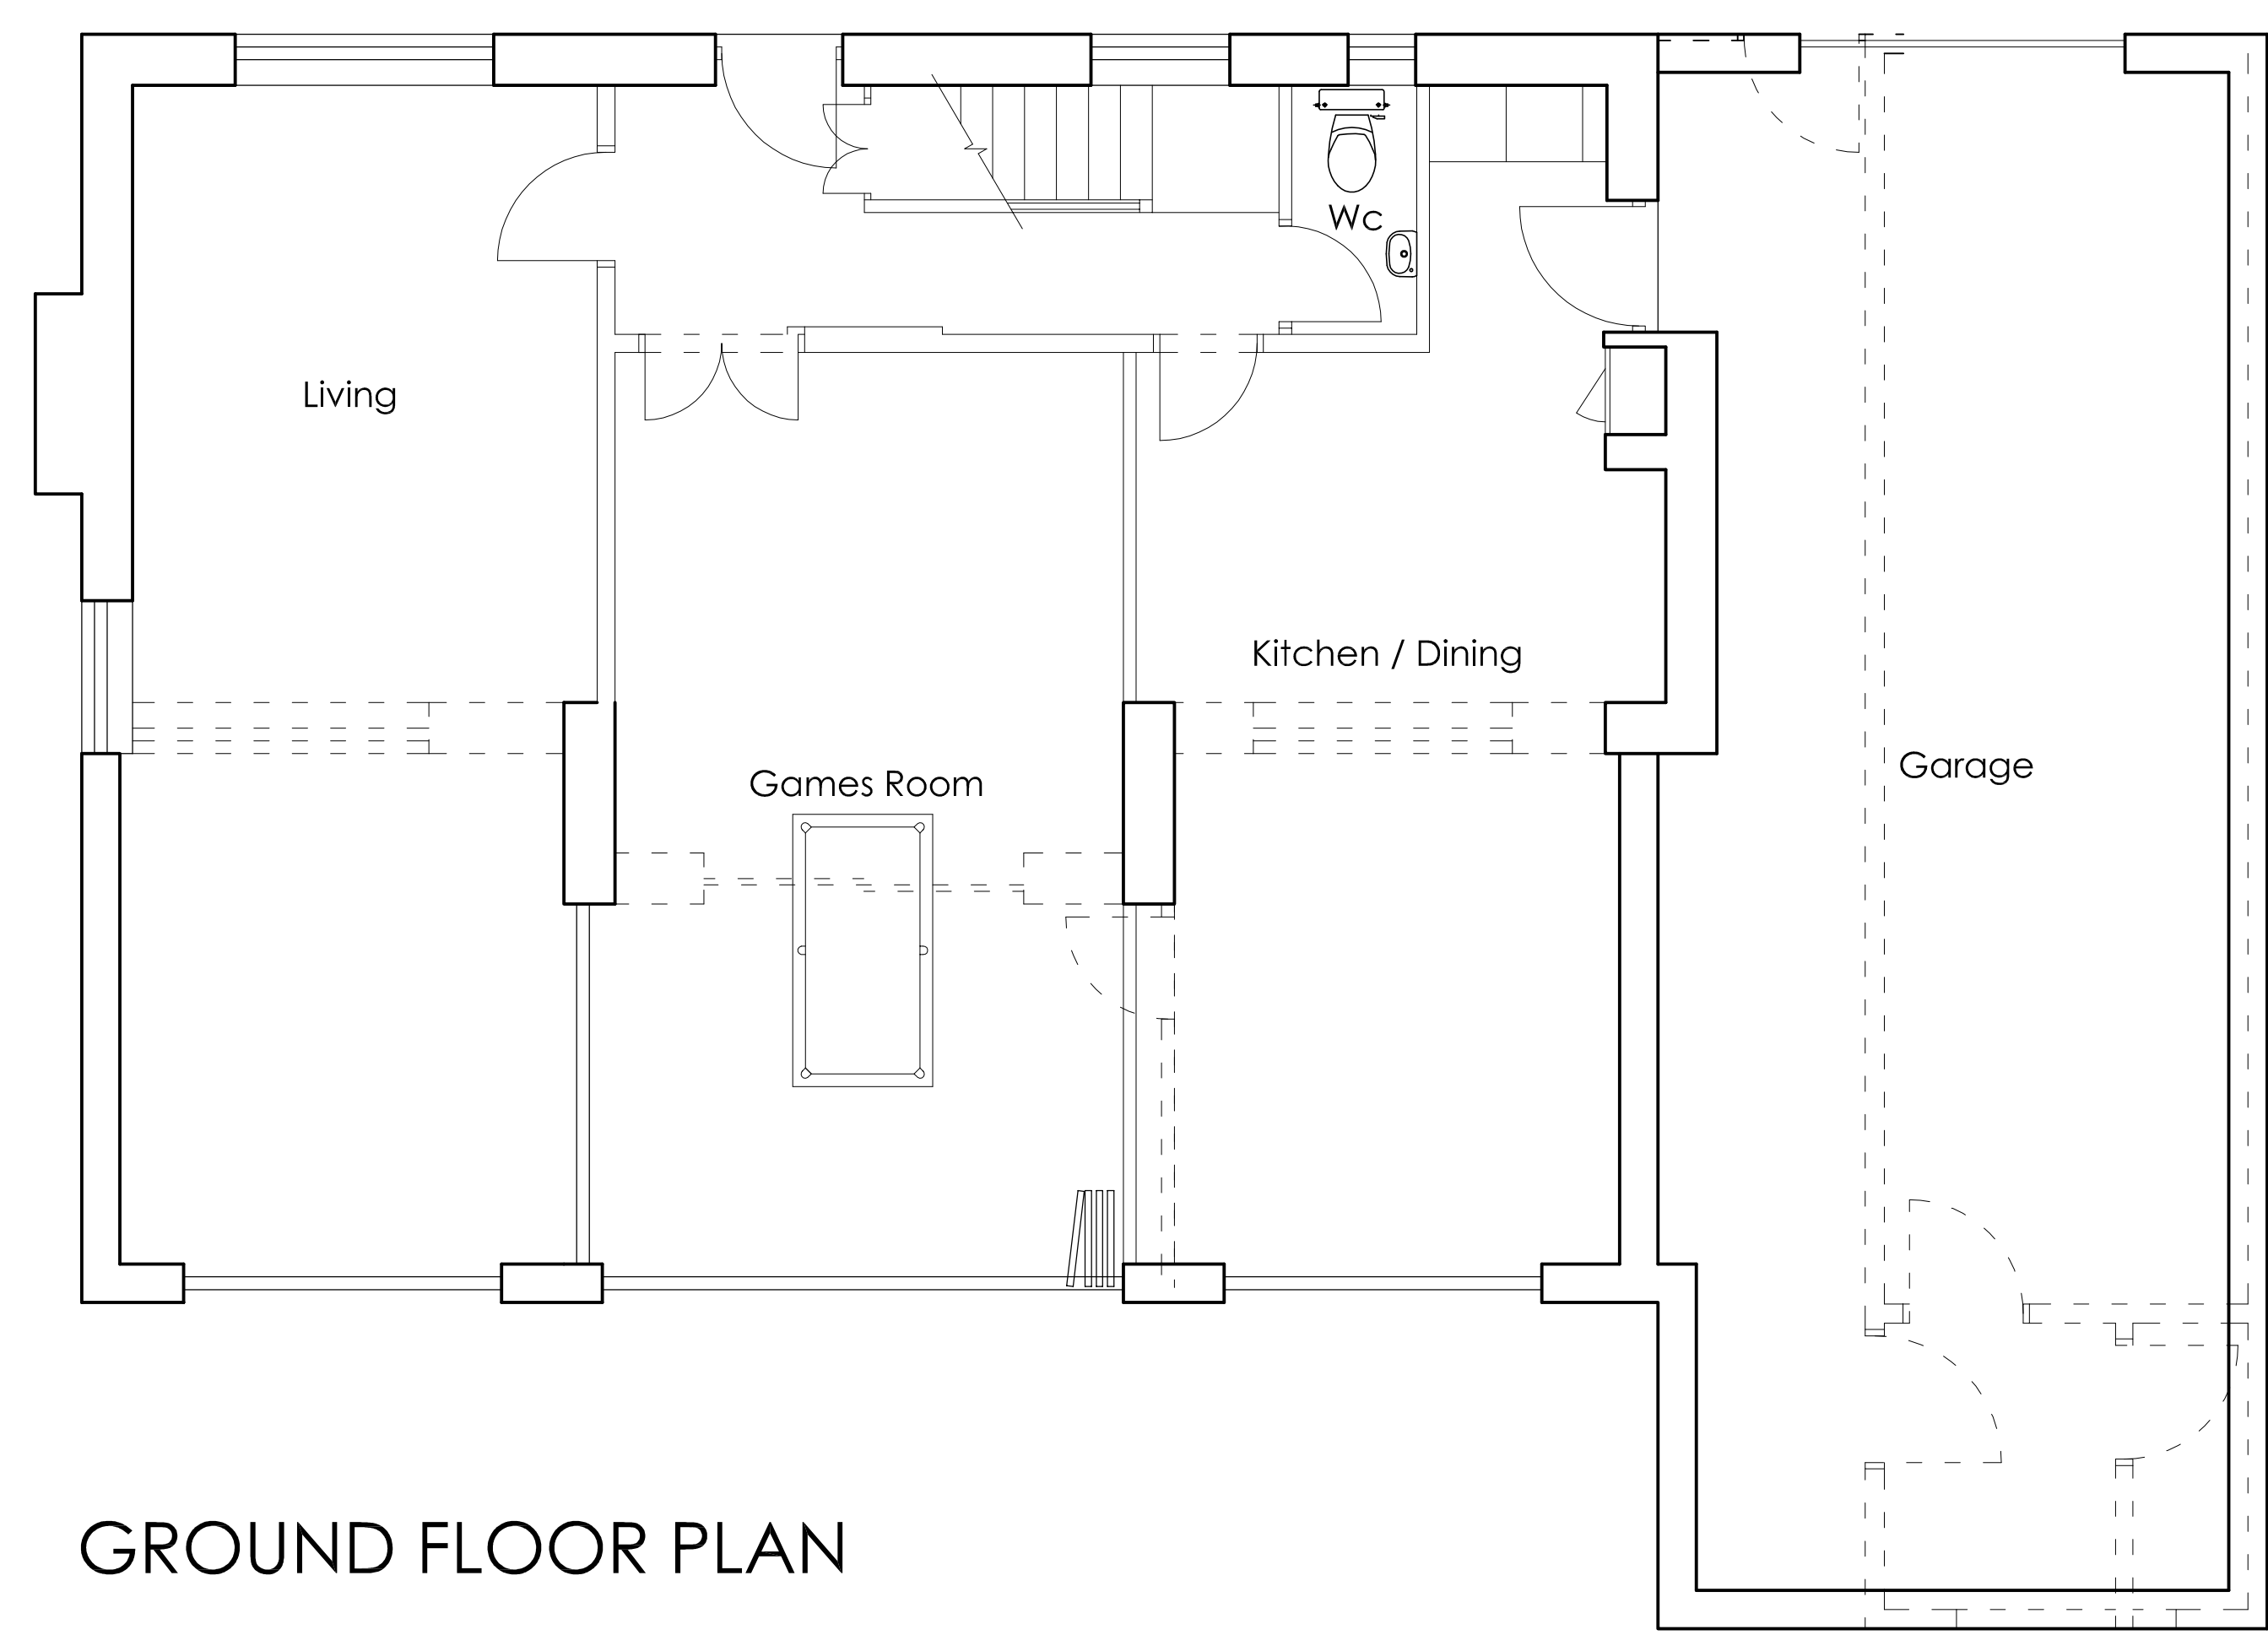 Wc
Living
Kitchen / Dining
Games Room
Garage
GROUND FLOOR PLAN